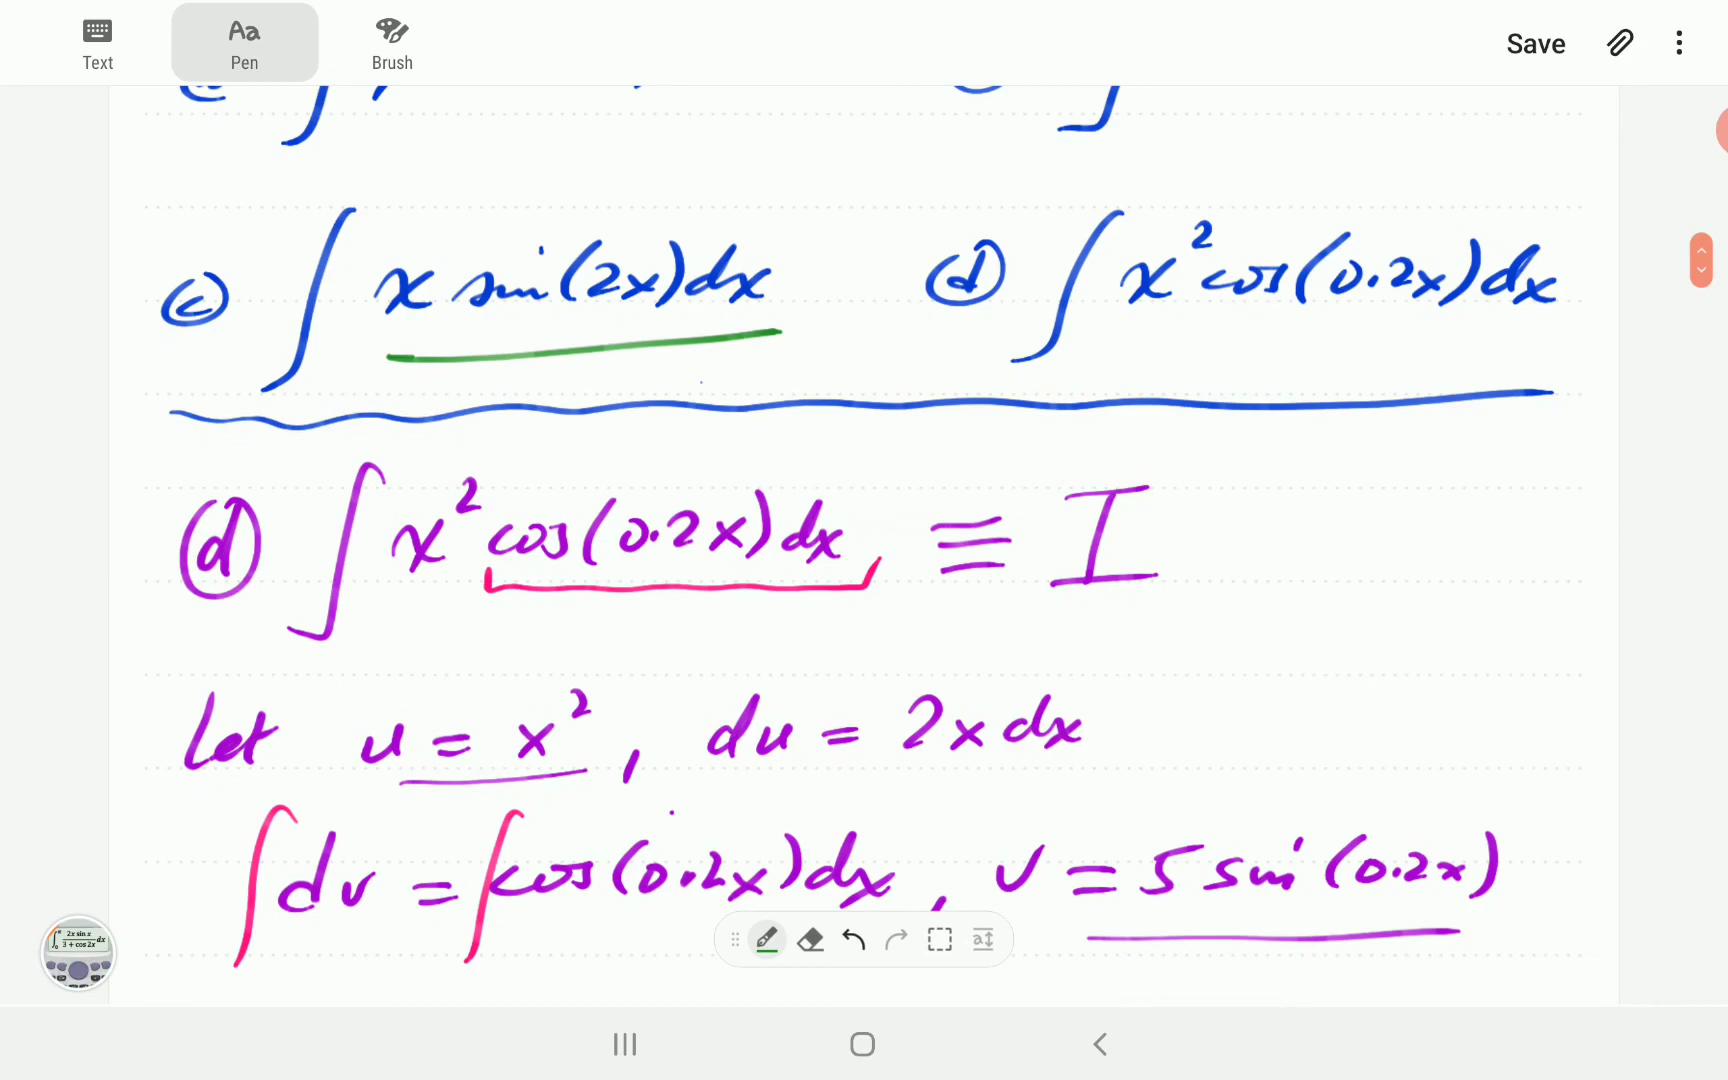 Text Aa Pen Brush Save
ⓒ ∫ x sin(2x)dx ⓓ ∫ x² cos(0.2x)dx
ⓓ ∫ x² cos(0.2x)dx ≡ I
Let u = x² , du = 2x dx
∫ dv = ∫ cos(0.2x)dx , v = 5 sin(0.2x)